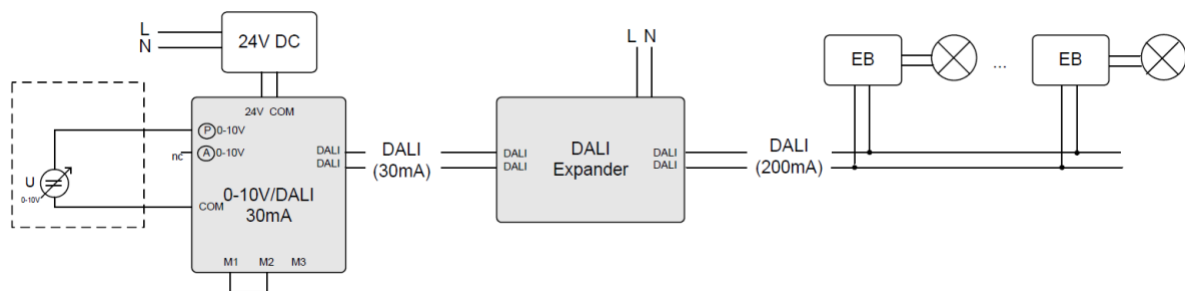 L
N
24V DC
24V COM
P 0-10V
nc
A 0-10V
DALI
DALI
U
0-10V
0-10V/DALI
30mA
COM
M1 M2 M3
DALI
(30mA)
L N
DALI
DALI
DALI
Expander
DALI
DALI
DALI
(200mA)
EB
...
EB